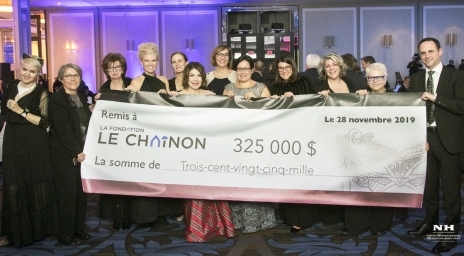 Remis à
Le 28 novembre 2019
LA FONDATION
LE CHAÎNON
325 000 $
La somme de
Trois-cent-vingt-cinq-mille
NH